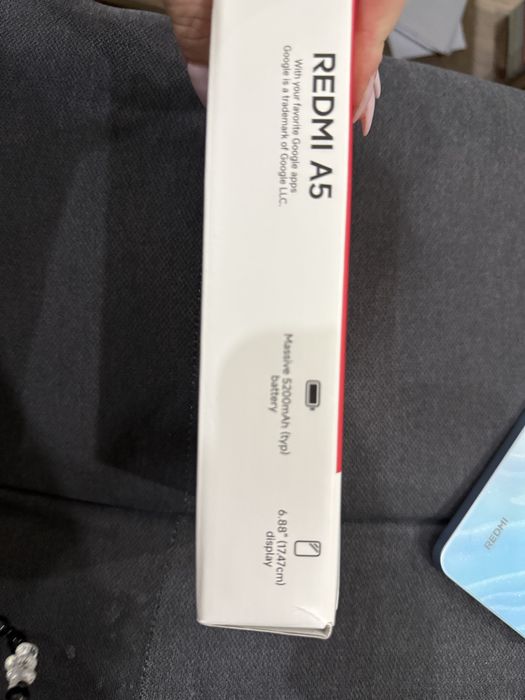 REDMI A5
With your favorite Google apps
Google is a trademark of Google LLC.
Massive 5200mAh (typ)
battery
6.88" (17.47cm)
display
REDMI